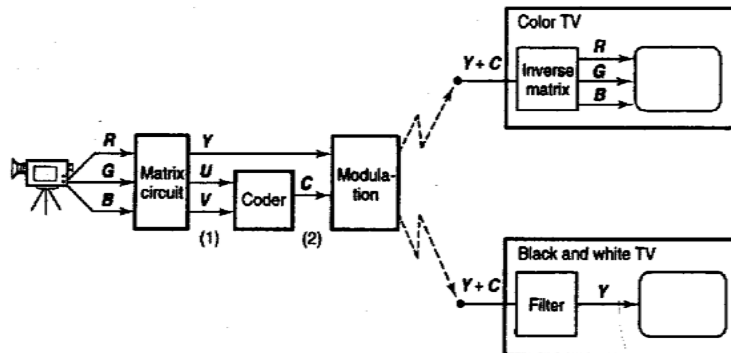 Color TV
R
Y + C
Inverse
matrix
G
B
R
Y
G
Matrix
circuit
U
Coder
C
Modula-
tion
B
V
(1)
(2)
Black and white TV
Y + C
Filter
Y